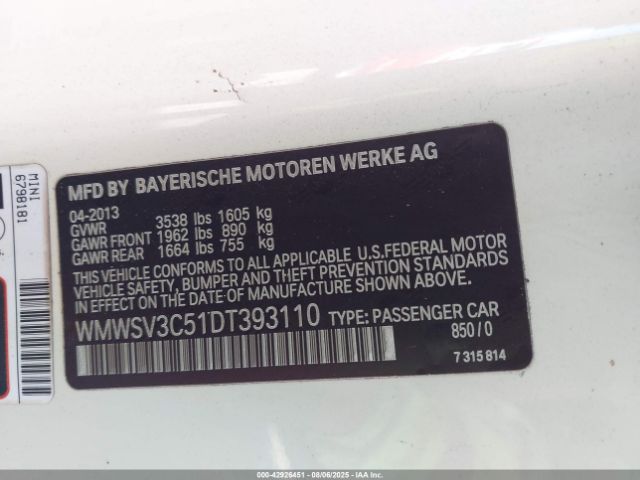 MFD BY BAYERISCHE MOTOREN WERKE AG
04-2013
GVWR 3538 lbs 1605 kg
GAWR FRONT 1962 lbs 890 kg
GAWR REAR 1664 lbs 755 kg
THIS VEHICLE CONFORMS TO ALL APPLICABLE U.S.FEDERAL MOTOR
VEHICLE SAFETY, BUMPER AND THEFT PREVENTION STANDARDS
IN EFFECT ON THE DATE OF MANUFACTURE SHOWN ABOVE.
WMWSV3C51DT393110 TYPE: PASSENGER CAR
850/0
7 315 814
MINI
6798181
000-42926451 | 08/06/2025 | IAAI.COM